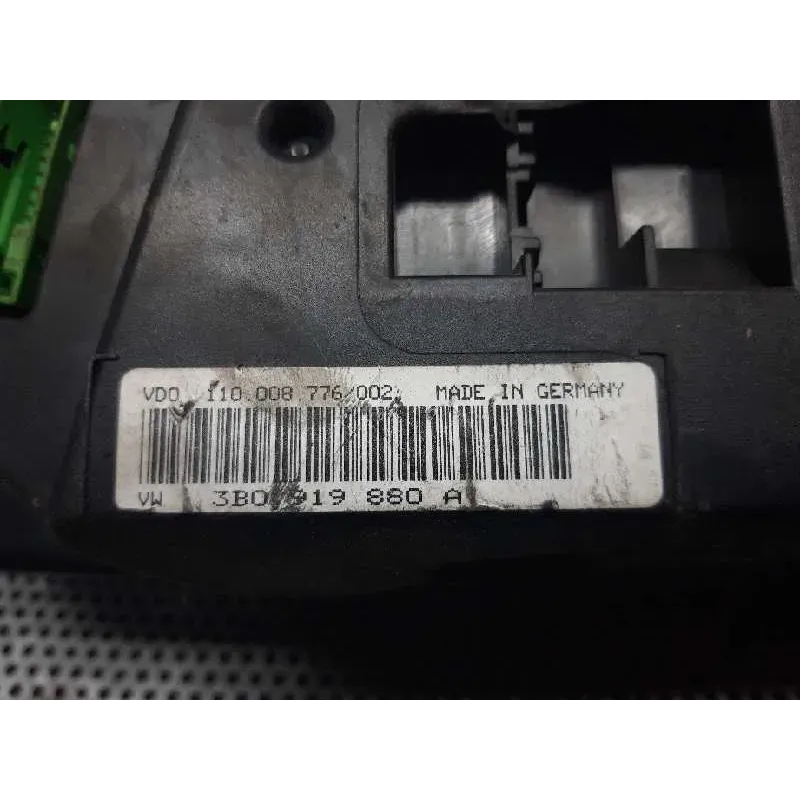 VDO 110.008.776/002 MADE IN GERMANY
VW 3B0 919 880 A